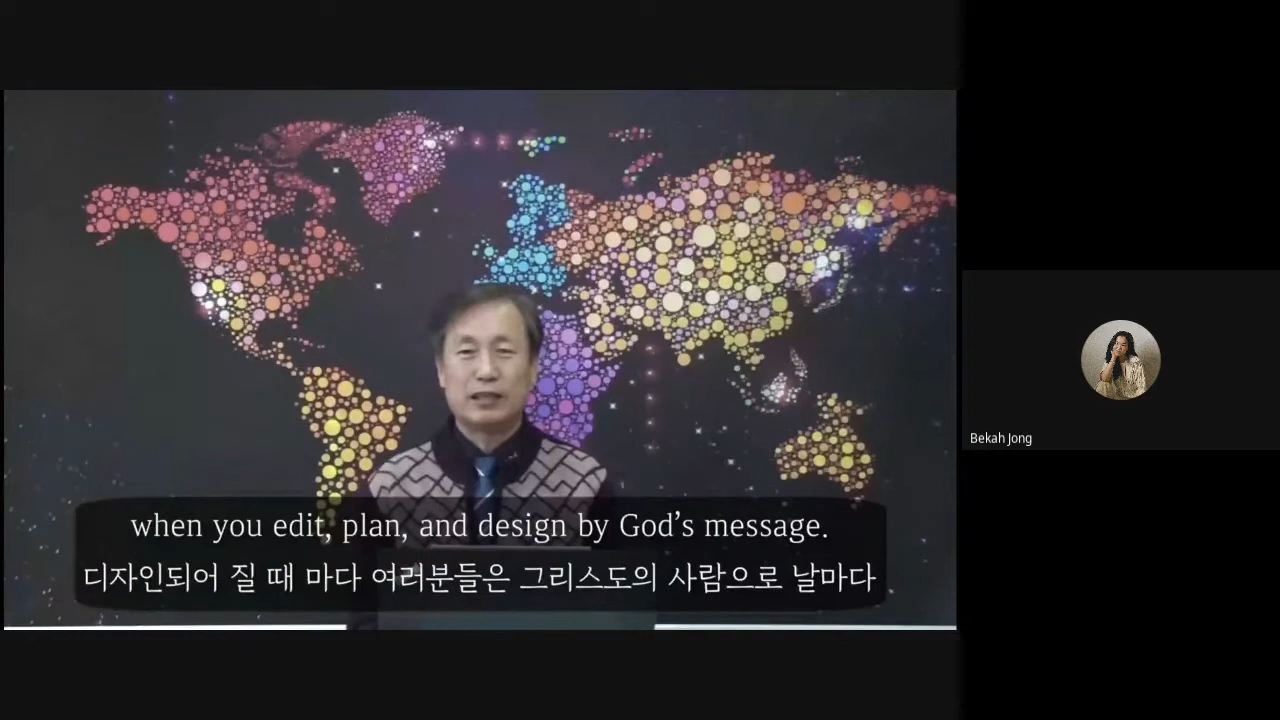 when you edit, plan, and design by God's message.
디자인되어 질 때 마다 여러분들은 그리스도의 사람으로 날마다
Bekah Jong